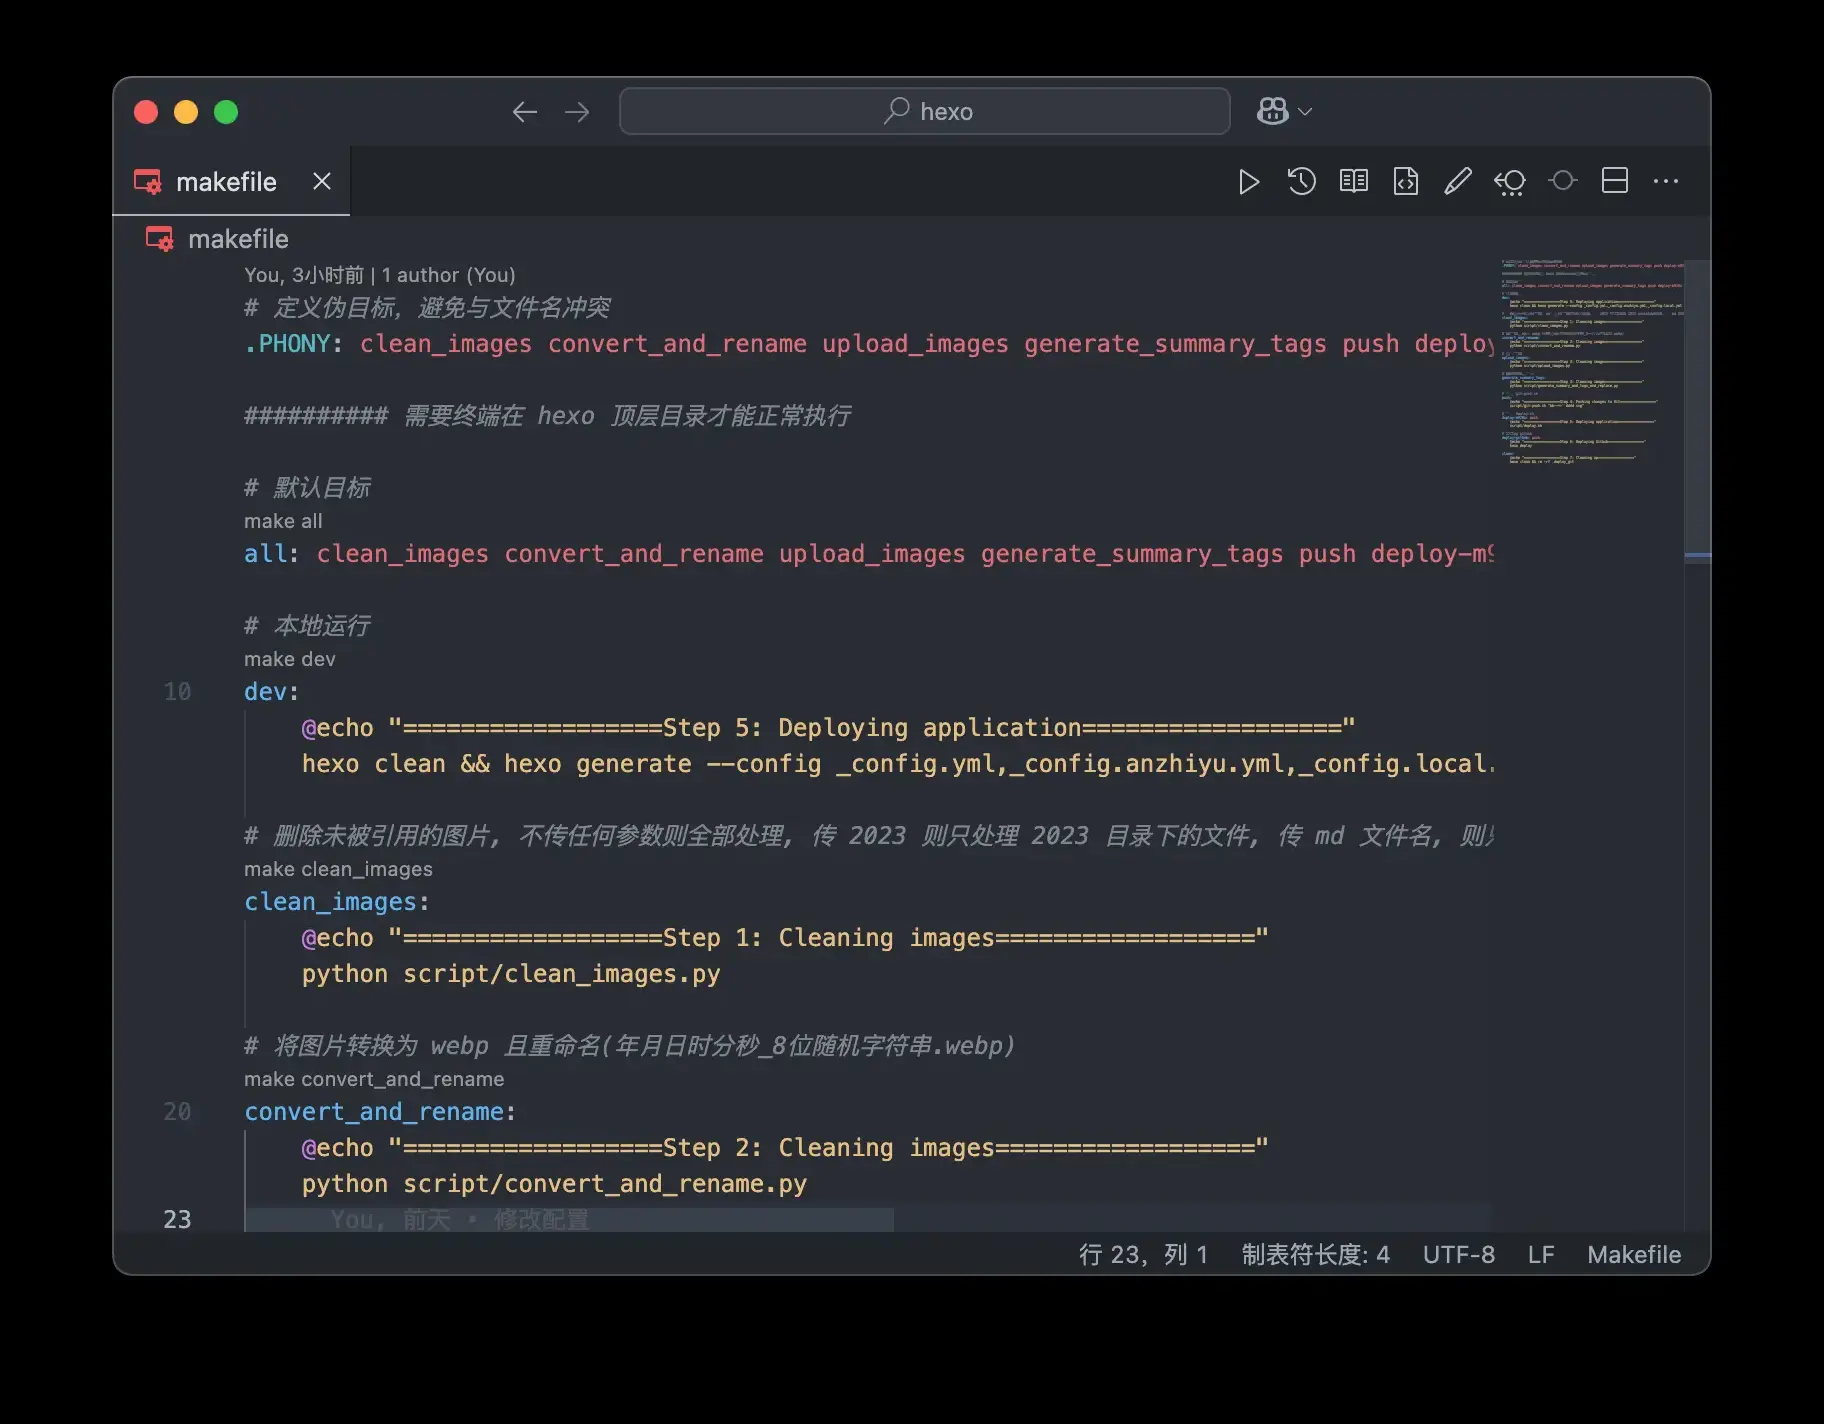 hexo
makefile
makefile
You, 3小时前 | 1 author (You)
# 定义伪目标，避免与文件名冲突
.PHONY: clean_images convert_and_rename upload_images generate_summary_tags push deploy
########## 需要终端在 hexo 顶层目录才能正常执行
# 默认目标
make all
all: clean_images convert_and_rename upload_images generate_summary_tags push deploy-m9
# 本地运行
make dev
10 dev:
@echo "==================Step 5: Deploying application=================="
hexo clean && hexo generate --config _config.yml,_config.anzhiyu.yml,_config.local.
# 删除未被引用的图片, 不传任何参数则全部处理, 传 2023 则只处理 2023 目录下的文件, 传 md 文件名, 则只
make clean_images
clean_images:
@echo "==================Step 1: Cleaning images=================="
python script/clean_images.py
# 将图片转换为 webp 且重命名(年月日时分秒_8位随机字符串.webp)
make convert_and_rename
20 convert_and_rename:
@echo "==================Step 2: Cleaning images=================="
python script/convert_and_rename.py
23 You, 前天 • 修改配置
行 23，列 1 制表符长度: 4 UTF-8 LF Makefile